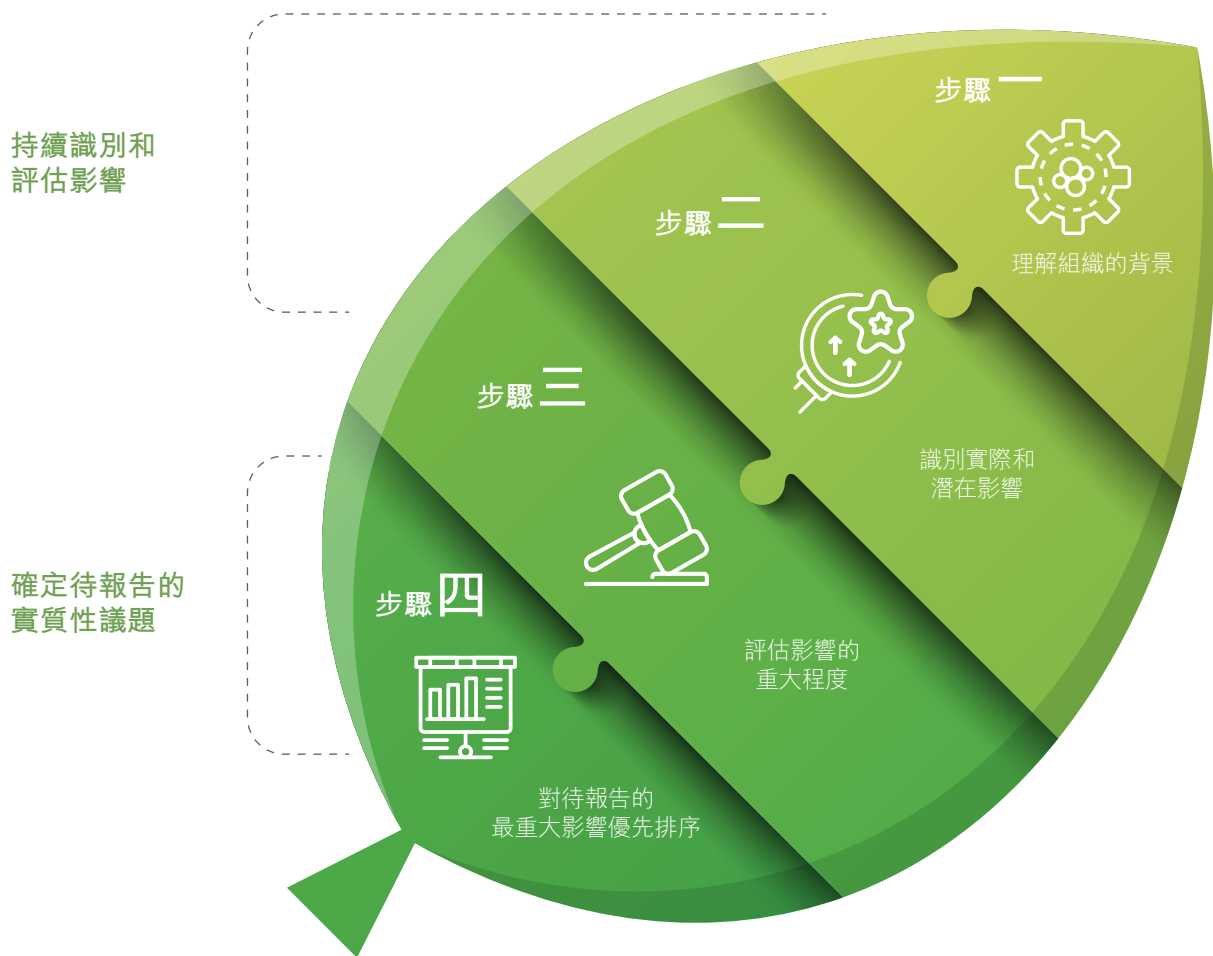 持續識別和
評估影響
步驟一
理解組織的背景
步驟二
識別實際和
潛在影響
步驟三
評估影響的
重大程度
確定待報告的
實質性議題
步驟四
對待報告的
最重大影響優先排序